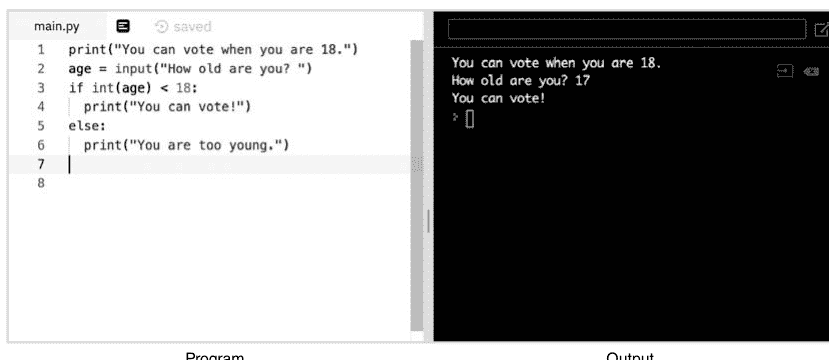 main.py saved
1 print("You can vote when you are 18.")
2 age = input("How old are you? ")
3 if int(age) < 18:
4 print("You can vote!")
5 else:
6 print("You are too young.")
7
8
You can vote when you are 18.
How old are you? 17
You can vote!
Program
Output